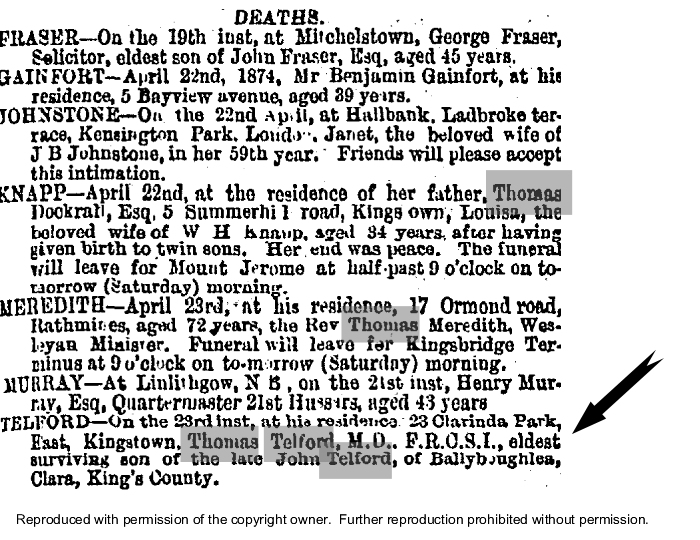 DEATHS.
FRASER—On the 19th inst, at Mitchelstown, George Fraser,
Solicitor, eldest son of John Fraser, Esq, aged 45 years.
GAINFORT—April 22nd, 1874, Mr Benjamin Gainfort, at his
residence, 5 Bayview avenue, aged 39 years.
JOHNSTONE—On the 22nd April, at Hallbank, Ladbroke ter-
race, Kensington Park, London, Janet, the beloved wife of
J B Johnstone, in her 59th year. Friends will please accept
this intimation.
KNAPP—April 22nd, at the residence of her father, Thomas
Dockrall, Esq, 5 Summerhill road, Kingstown, Louisa, the
beloved wife of W H Knapp, aged 34 years, after having
given birth to twin sons. Her end was peace. The funeral
will leave for Mount Jerome at half-past 9 o'clock on to-
morrow (Saturday) morning.
MEREDITH—April 23rd, at his residence, 17 Ormond road,
Rathmines, aged 72 years, the Rev Thomas Meredith, Wes-
leyan Minister. Funeral will leave for Kingsbridge Ter-
minus at 9 o'clock on to-morrow (Saturday) morning.
MURRAY—At Linlithgow, N B, on the 21st inst, Henry Mur-
ray, Esq, Quartermaster 21st Hussars, aged 43 years
TELFORD—On the 23rd inst, at his residence 23 Clarinda Park,
East, Kingstown, Thomas Telford, M.D., F.R.C.S.I., eldest
surviving son of the late John Telford, of Ballyboughlea,
Clara, King's County.
Reproduced with permission of the copyright owner. Further reproduction prohibited without permission.